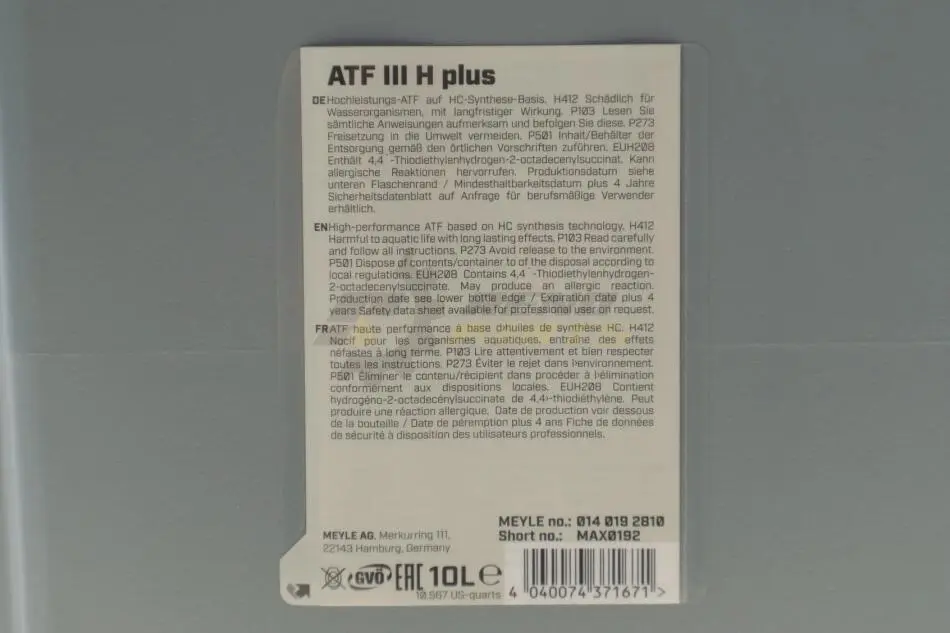 ATF III H plus
DE Hochleistungs-ATF auf HC-Synthese-Basis. H412 Schädlich für
Wasserorganismen, mit langfristiger Wirkung. P103 Lesen Sie
sämtliche Anweisungen aufmerksam und befolgen Sie diese. P273
Freisetzung in die Umwelt vermeiden. P501 Inhalt/Behälter der
Entsorgung gemäß den örtlichen Vorschriften zuführen. EUH208
Enthält 4,4 -Thiodiethylenhydrogen-2-octadecenylsuccinat. Kann
allergische Reaktionen hervorrufen. Produktionsdatum siehe
unteren Flaschenrand / Mindesthaltbarkeitsdatum plus 4 Jahre
Sicherheitsdatenblatt auf Anfrage für berufsmäßige Verwender
erhältlich.
EN High-performance ATF based on HC synthesis technology. H412
Harmful to aquatic life with long lasting effects. P103 Read carefully
and follow all instructions. P273 Avoid release to the environment.
P501 Dispose of contents/container to of the disposal according to
local regulations. EUH208 Contains 4,4 -Thiodiethylenhydrogen-
2-octadecenylsuccinate. May produce an allergic reaction.
Production date see lower bottle edge / Expiration date plus 4
years Safety data sheet available for professional user on request.
FR ATF haute performance à base d›huiles de synthèse HC. H412
Nocif pour les organismes aquatiques, entraîne des effets
néfastes à long terme. P103 Lire attentivement et bien respecter
toutes les instructions. P273 Éviter le rejet dans l›environnement.
P501 Éliminer le contenu/récipient dans procéder à l›élimination
conformément aux dispositions locales. EUH208 Contient
hydrogéno-2-octadecénylsuccinate de 4,4›-thiodiéthylène. Peut
produire une réaction allergique. Date de production voir dessous
de la bouteille / Date de péremption plus 4 ans Fiche de données
de sécurité à disposition des utilisateurs professionnels.
MEYLE no.: 014 019 2810
Short no.: MAX0192
MEYLE AG, Merkurring 111,
22143 Hamburg, Germany
GVÖ EAC 10L e
10.567 US-quarts
4 040074 371671 >